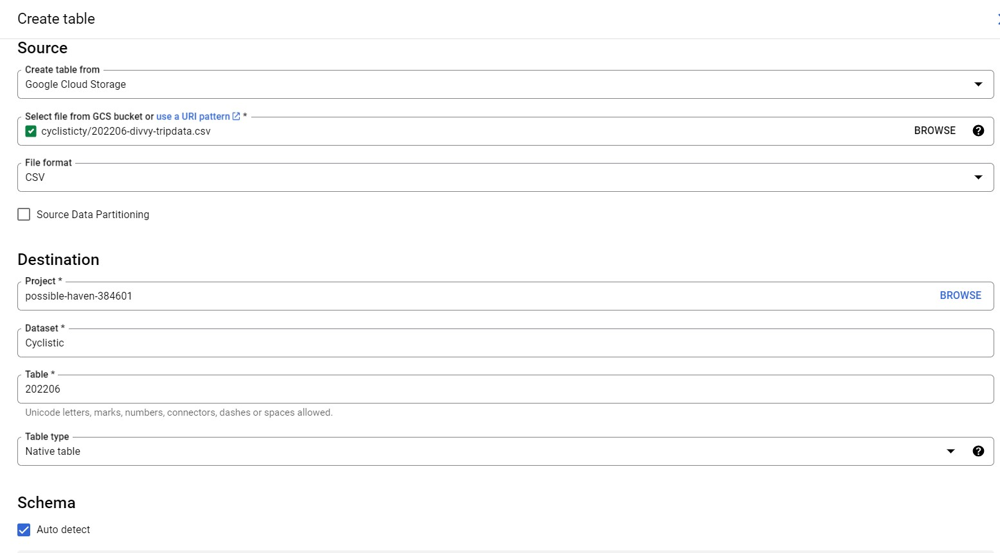 Create table
Source
Create table from
Google Cloud Storage
Select file from GCS bucket or use a URI pattern *
cyclisticty/202206-divvy-tripdata.csv BROWSE
File format
CSV
Source Data Partitioning
Destination
Project *
possible-haven-384601 BROWSE
Dataset *
Cyclistic
Table *
202206
Unicode letters, marks, numbers, connectors, dashes or spaces allowed.
Table type
Native table
Schema
Auto detect